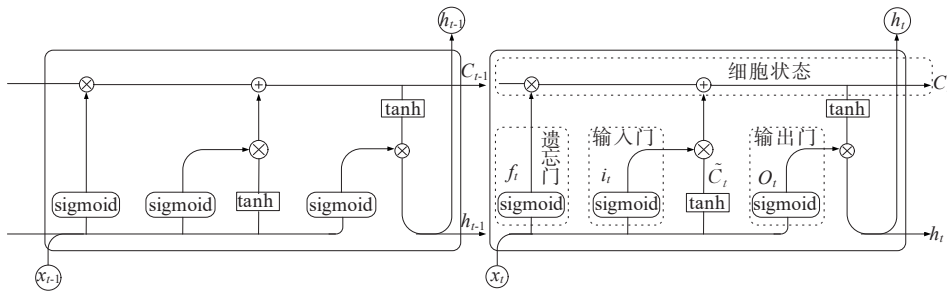 h_{t-1}
C_{t-1}
tanh
sigmoid
sigmoid
tanh
sigmoid
h_{t-1}
x_{t-1}
h_t
细胞状态
C
tanh
遗忘门
输入门
输出门
f_t
i_t
C̃_t
O_t
sigmoid
sigmoid
tanh
sigmoid
h_t
x_t